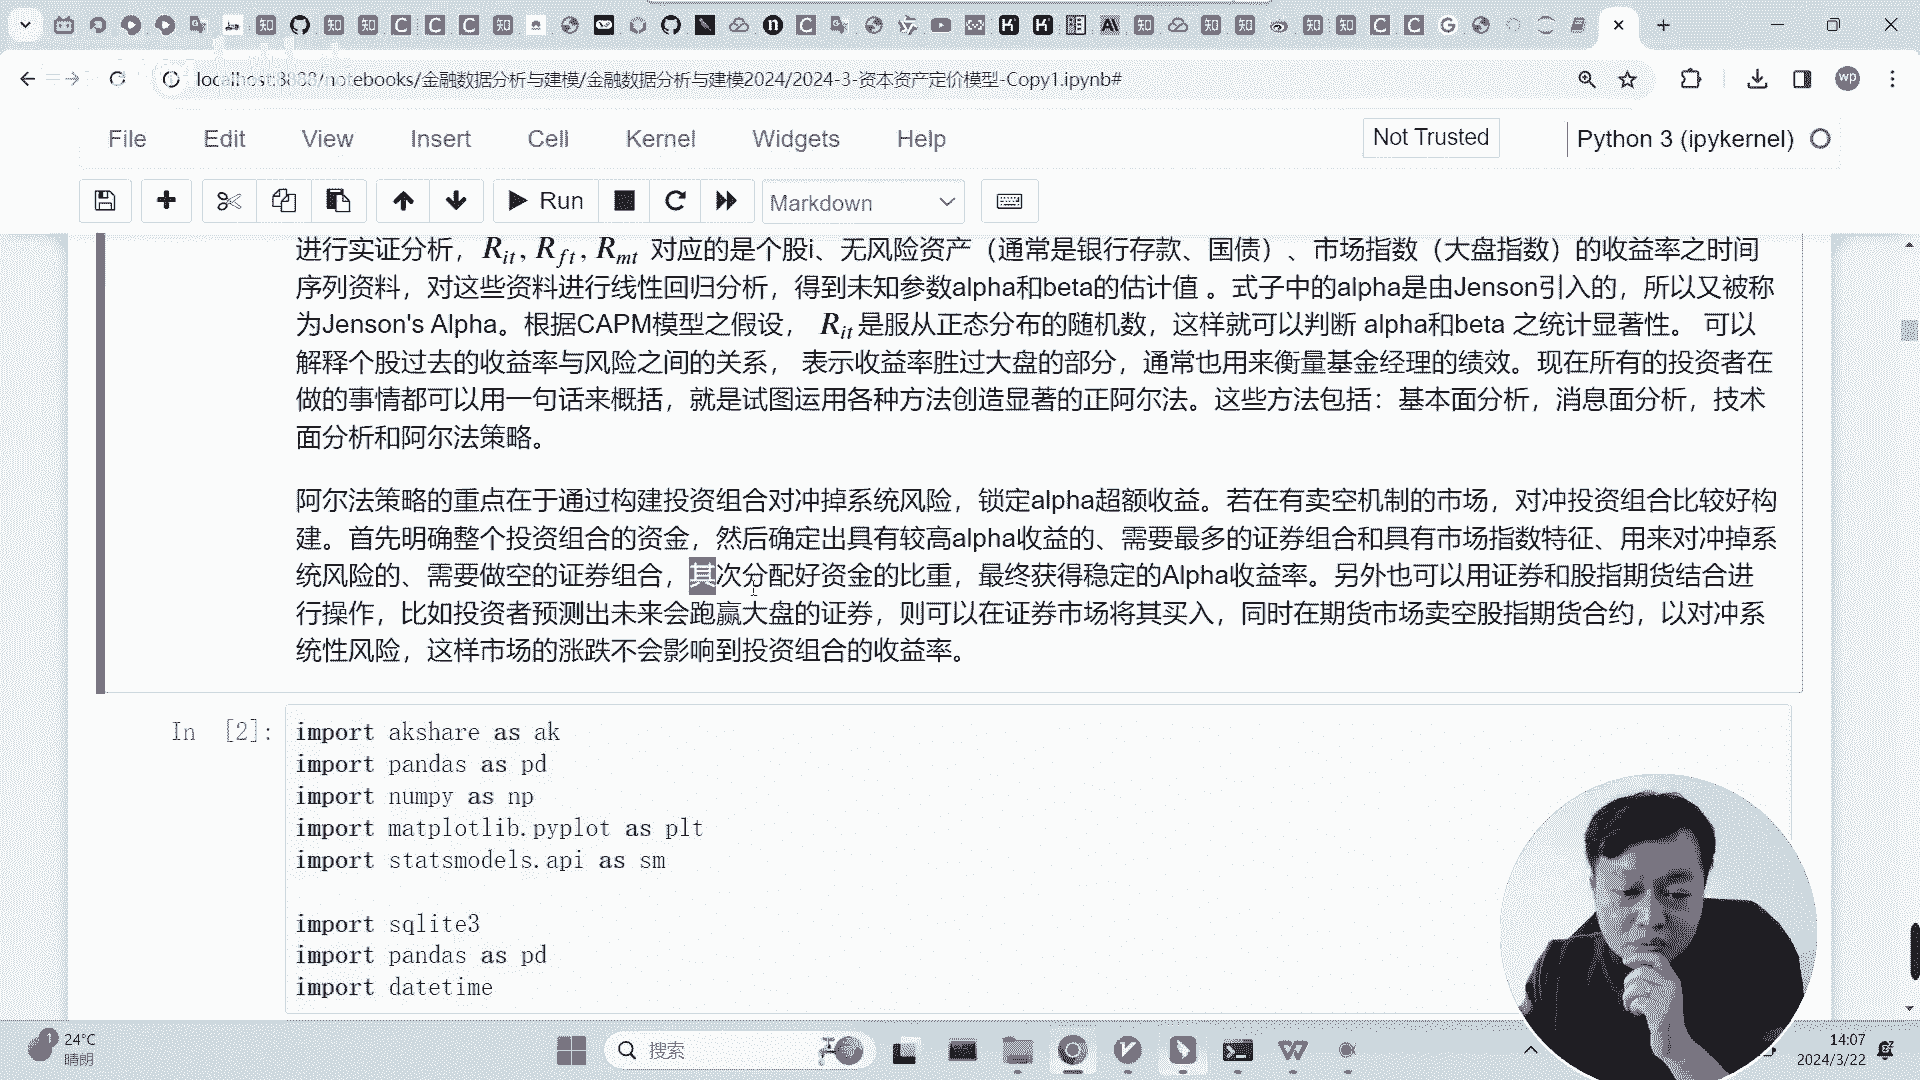 localhost:8888/notebooks/金融数据分析与建模/金融数据分析与建模2024/2024-3-资本资产定价模型-Copy1.ipynb#
wp
File Edit View Insert Cell Kernel Widgets Help
Not Trusted
Python 3 (ipykernel)
Run
Markdown
进行实证分析， Rit, Rft, Rmt 对应的是个股i、无风险资产（通常是银行存款、国债）、市场指数（大盘指数）的收益率之时间
序列资料，对这些资料进行线性回归分析，得到未知参数alpha和beta的估计值 。式子中的alpha是由Jenson引入的，所以又被称
为Jenson's Alpha。根据CAPM模型之假设， Rit 是服从正态分布的随机数，这样就可以判断 alpha和beta 之统计显著性。 可以
解释个股过去的收益率与风险之间的关系， 表示收益率胜过大盘的部分，通常也用来衡量基金经理的绩效。现在所有的投资者在
做的事情都可以用一句话来概括，就是试图运用各种方法创造显著的正阿尔法。这些方法包括：基本面分析，消息面分析，技术
面分析和阿尔法策略。
阿尔法策略的重点在于通过构建投资组合对冲掉系统风险，锁定alpha超额收益。若在有卖空机制的市场，对冲投资组合比较好构
建。首先明确整个投资组合的资金，然后确定出具有较高alpha收益的、需要最多的证券组合和具有市场指数特征、用来对冲掉系
统风险的、需要做空的证券组合，其次分配好资金的比重，最终获得稳定的Alpha收益率。另外也可以用证券和股指期货结合进
行操作，比如投资者预测出未来会跑赢大盘的证券，则可以在证券市场将其买入，同时在期货市场卖空股指期货合约，以对冲系
统性风险，这样市场的涨跌不会影响到投资组合的收益率。
In [2]:
import akshare as ak
import pandas as pd
import numpy as np
import matplotlib.pyplot as plt
import statsmodels.api as sm
import sqlite3
import pandas as pd
import datetime
1
24°C
晴朗
搜索
14:07
2024/3/22